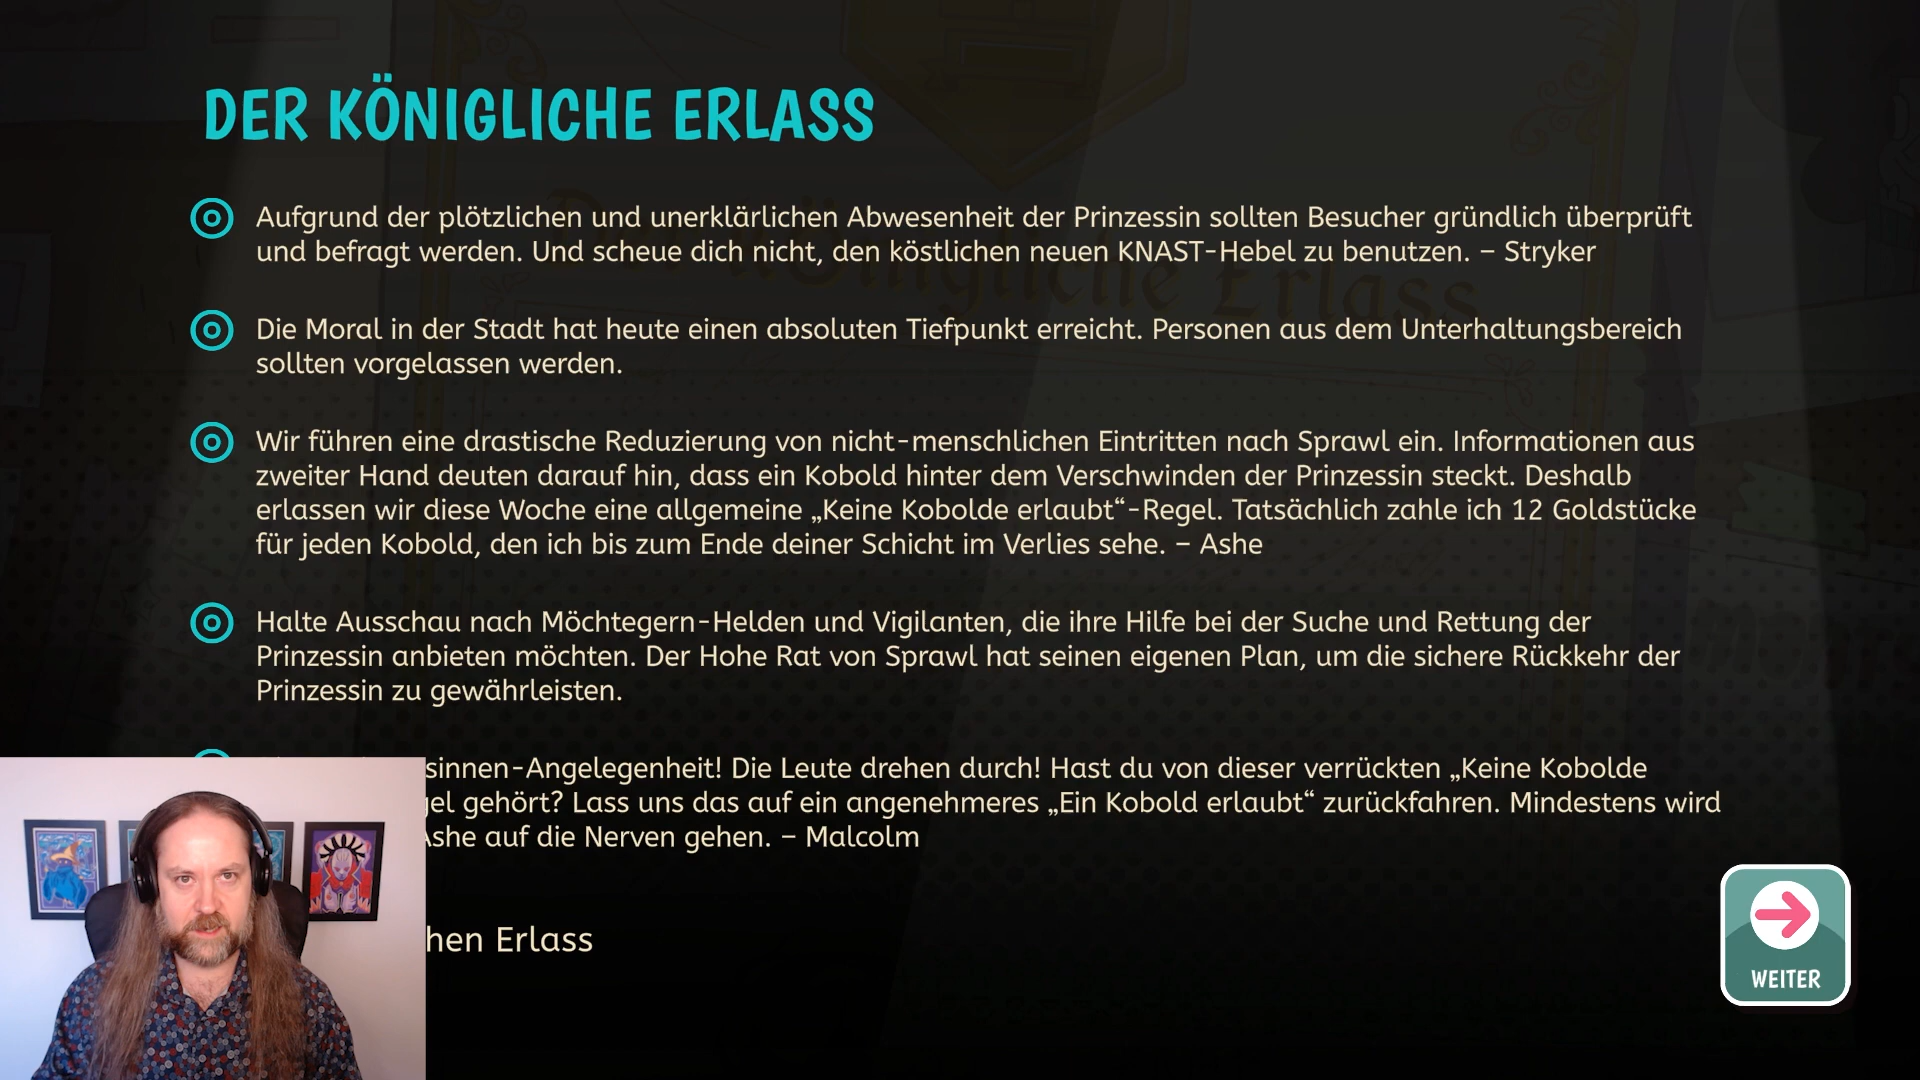 DER KÖNIGLICHE ERLASS
Aufgrund der plötzlichen und unerklärlichen Abwesenheit der Prinzessin sollten Besucher gründlich überprüft
und befragt werden. Und scheue dich nicht, den köstlichen neuen KNAST-Hebel zu benutzen. – Stryker
Die Moral in der Stadt hat heute einen absoluten Tiefpunkt erreicht. Personen aus dem Unterhaltungsbereich
sollten vorgelassen werden.
Wir führen eine drastische Reduzierung von nicht-menschlichen Eintritten nach Sprawl ein. Informationen aus
zweiter Hand deuten darauf hin, dass ein Kobold hinter dem Verschwinden der Prinzessin steckt. Deshalb
erlassen wir diese Woche eine allgemeine „Keine Kobolde erlaubt“-Regel. Tatsächlich zahle ich 12 Goldstücke
für jeden Kobold, den ich bis zum Ende deiner Schicht im Verlies sehe. – Ashe
Halte Ausschau nach Möchtegern-Helden und Vigilanten, die ihre Hilfe bei der Suche und Rettung der
Prinzessin anbieten möchten. Der Hohe Rat von Sprawl hat seinen eigenen Plan, um die sichere Rückkehr der
Prinzessin zu gewährleisten.
sinnen-Angelegenheit! Die Leute drehen durch! Hast du von dieser verrückten „Keine Kobolde
gel gehört? Lass uns das auf ein angenehmeres „Ein Kobold erlaubt“ zurückfahren. Mindestens wird
Ashe auf die Nerven gehen. – Malcolm
hen Erlass
WEITER
Der Königliche Erlass